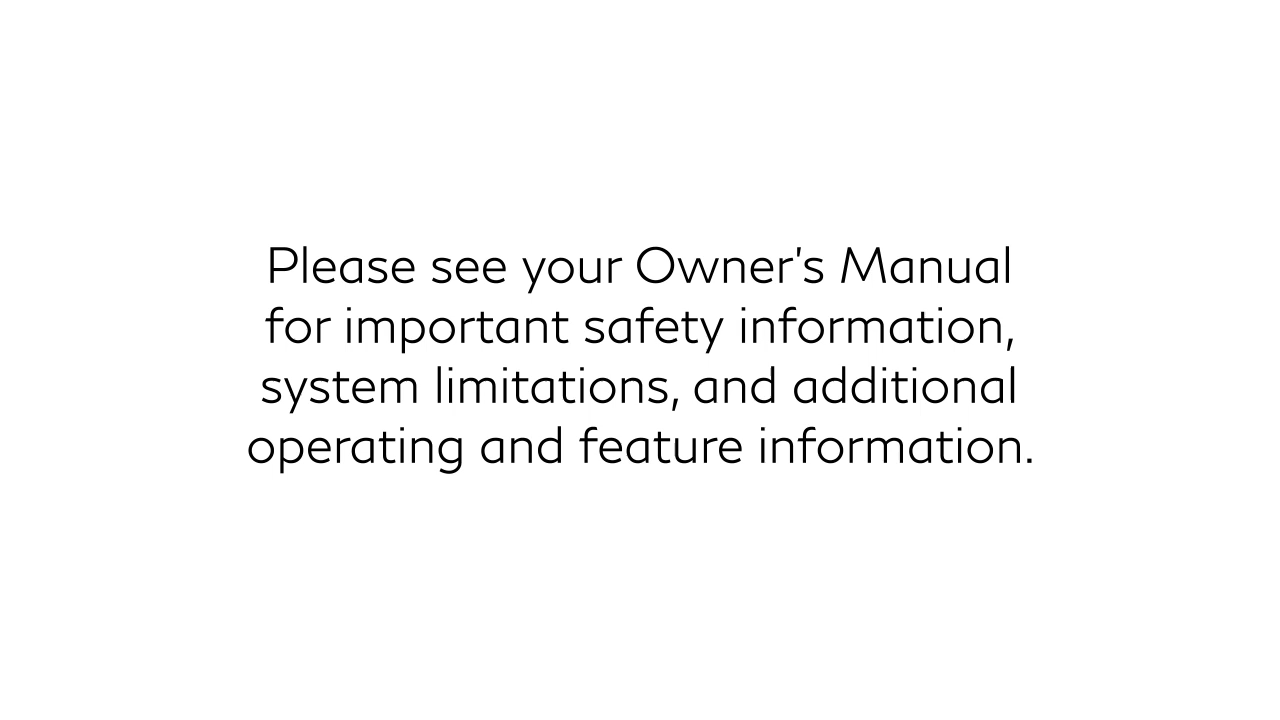 Please see your Owner's Manual
for important safety information,
system limitations, and additional
operating and feature information.